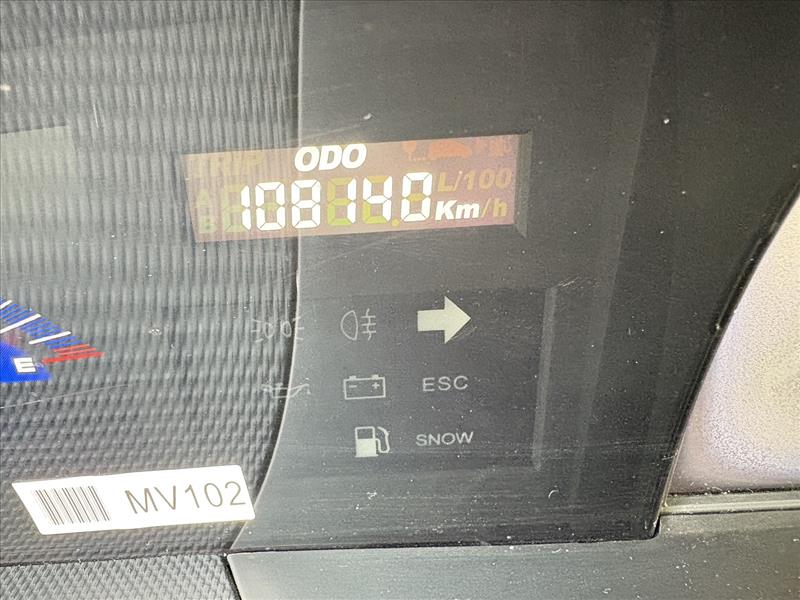 TRIP ODO
A
B
108140
L/100
Km/h
E
ESC
SNOW
MV102